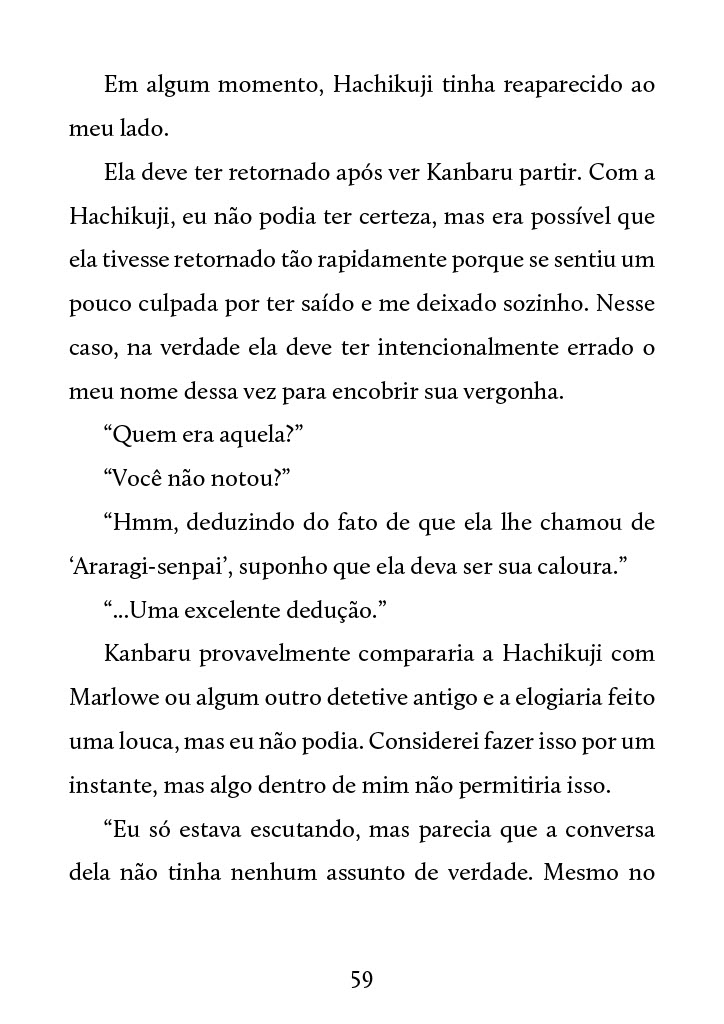 Em algum momento, Hachikuji tinha reaparecido ao
meu lado.
Ela deve ter retornado após ver Kanbaru partir. Com a
Hachikuji, eu não podia ter certeza, mas era possível que
ela tivesse retornado tão rapidamente porque se sentiu um
pouco culpada por ter saído e me deixado sozinho. Nesse
caso, na verdade ela deve ter intencionalmente errado o
meu nome dessa vez para encobrir sua vergonha.
“Quem era aquela?”
“Você não notou?”
“Hmm, deduzindo do fato de que ela lhe chamou de
‘Araragi-senpai’, suponho que ela deva ser sua caloura.”
“...Uma excelente dedução.”
Kanbaru provavelmente compararia a Hachikuji com
Marlowe ou algum outro detetive antigo e a elogiaria feito
uma louca, mas eu não podia. Considerei fazer isso por um
instante, mas algo dentro de mim não permitiria isso.
“Eu só estava escutando, mas parecia que a conversa
dela não tinha nenhum assunto de verdade. Mesmo no
59